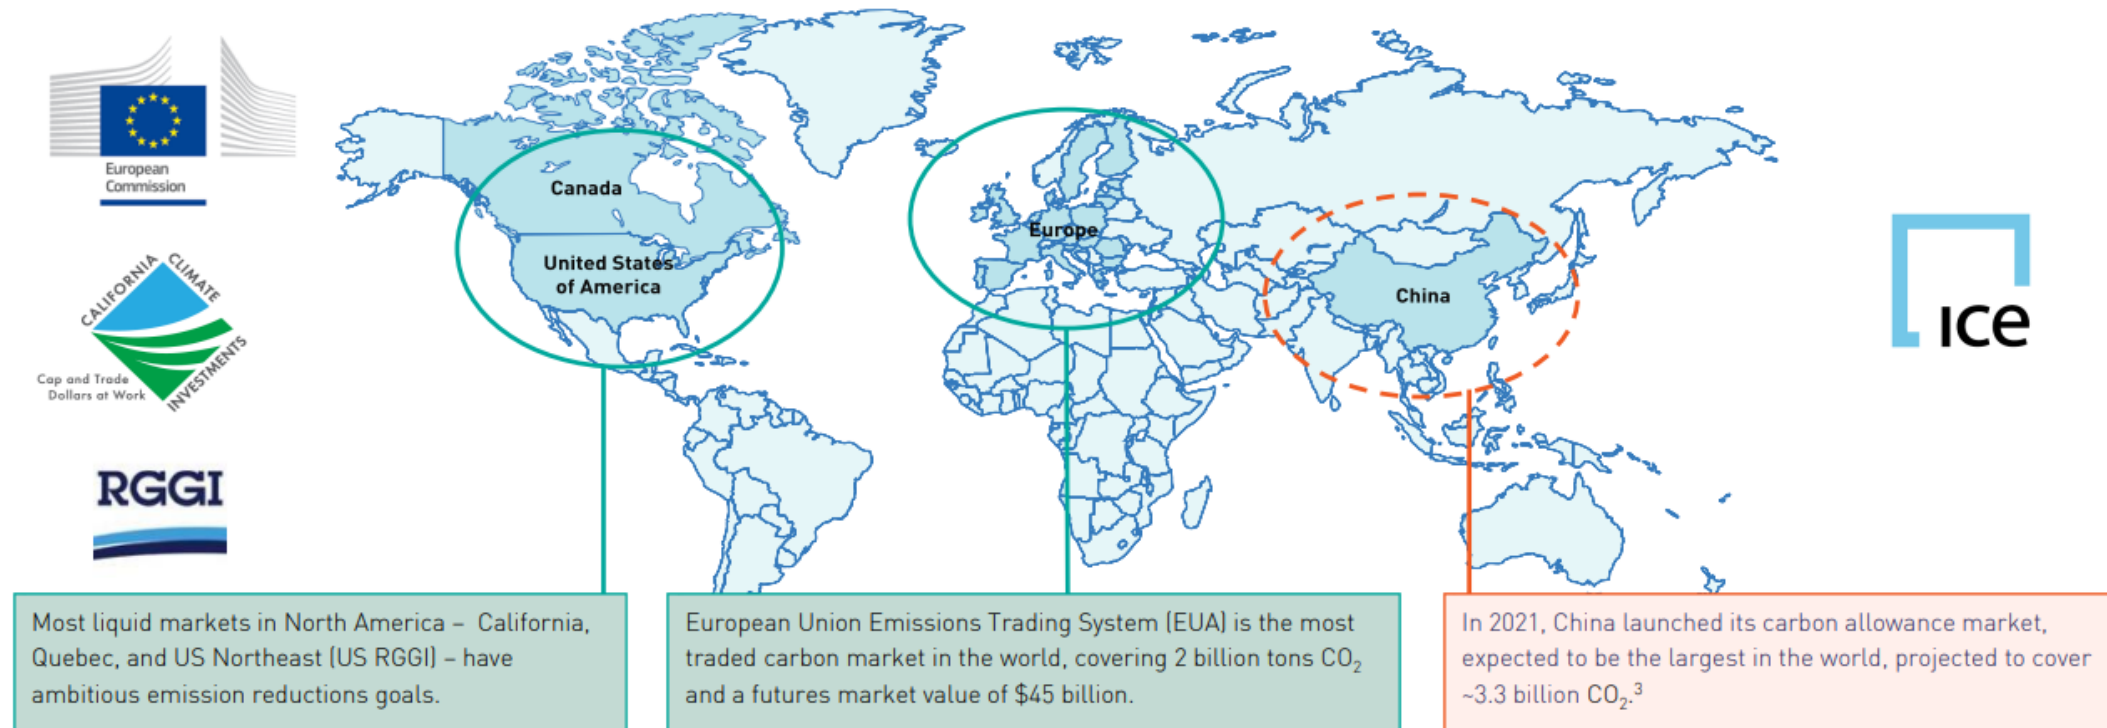 European
Commission
CALIFORNIA CLIMATE
INVESTMENTS
Cap and Trade
Dollars at Work
RGGI
Canada
United States
of America
Europe
China
ice
Most liquid markets in North America – California,
Quebec, and US Northeast (US RGGI) – have
ambitious emission reductions goals.
European Union Emissions Trading System (EUA) is the most
traded carbon market in the world, covering 2 billion tons CO₂
and a futures market value of $45 billion.
In 2021, China launched its carbon allowance market,
expected to be the largest in the world, projected to cover
~3.3 billion CO₂.³